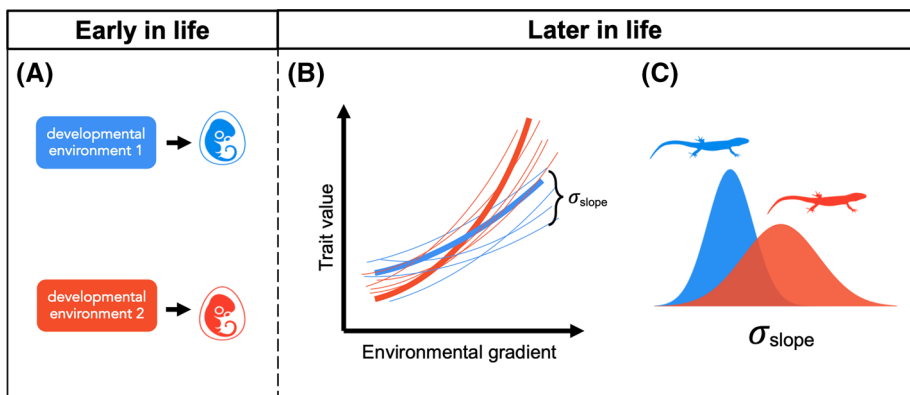 Early in life
Later in life
(A)
developmental
environment 1
developmental
environment 2
(B)
Trait value
σslope
Environmental gradient
(C)
σslope